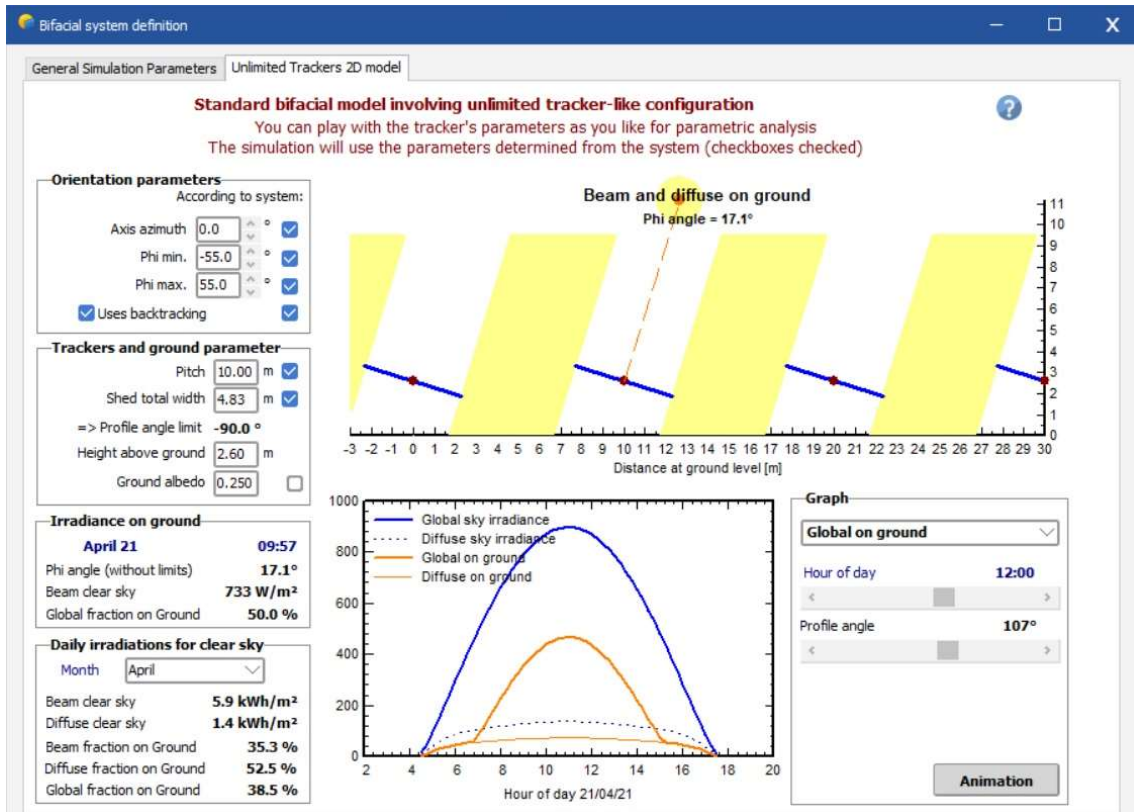 Bifacial system definition
General Simulation Parameters
Unlimited Trackers 2D model
Standard bifacial model involving unlimited tracker-like configuration
You can play with the tracker's parameters as you like for parametric analysis
The simulation will use the parameters determined from the system (checkboxes checked)
?
Orientation parameters
According to system:
Axis azimuth 0.0 °
Phi min. -55.0 °
Phi max. 55.0 °
Uses backtracking
Trackers and ground parameter
Pitch 10.00 m
Shed total width 4.83 m
=> Profile angle limit -90.0 °
Height above ground 2.60 m
Ground albedo 0.250
Irradiance on ground
April 21 09:57
Phi angle (without limits) 17.1°
Beam clear sky 733 W/m²
Global fraction on Ground 50.0 %
Daily irradiations for clear sky
Month April
Beam clear sky 5.9 kWh/m²
Diffuse clear sky 1.4 kWh/m²
Beam fraction on Ground 35.3 %
Diffuse fraction on Ground 52.5 %
Global fraction on Ground 38.5 %
Beam and diffuse on ground
Phi angle = 17.1°
11
10
9
8
7
6
5
4
3
2
1
0
-3 -2 -1 0 1 2 3 4 5 6 7 8 9 10 11 12 13 14 15 16 17 18 19 20 21 22 23 24 25 26 27 28 29 30
Distance at ground level [m]
1000
800
600
400
200
0
Global sky irradiance
Diffuse sky irradiance
Global on ground
Diffuse on ground
2 4 6 8 10 12 14 16 18 20
Hour of day 21/04/21
Graph
Global on ground
Hour of day 12:00
Profile angle 107°
Animation